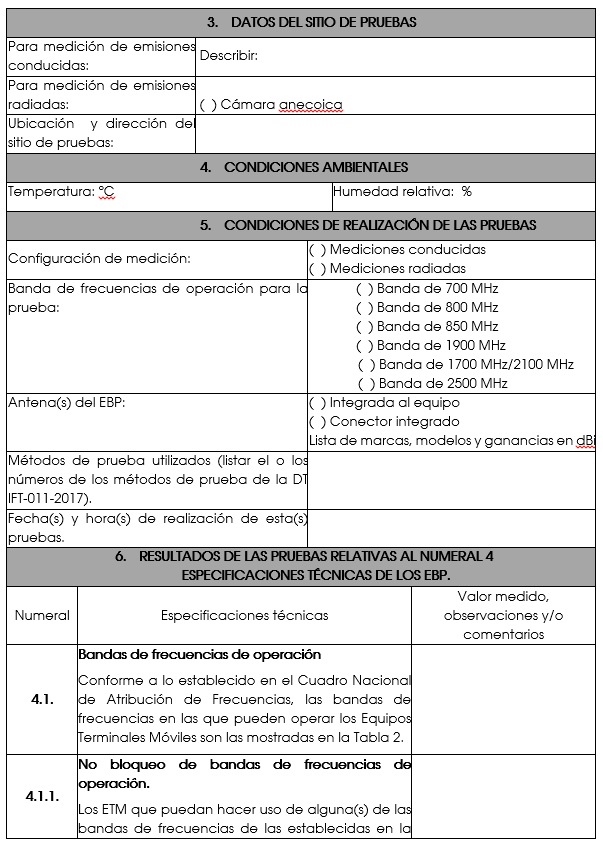 3. DATOS DEL SITIO DE PRUEBAS
Para medición de emisiones
conducidas:
Describir:
Para medición de emisiones
radiadas:
( ) Cámara anecoica
Ubicación y dirección del
sitio de pruebas:
4. CONDICIONES AMBIENTALES
Temperatura: °C
Humedad relativa: %
5. CONDICIONES DE REALIZACIÓN DE LAS PRUEBAS
Configuración de medición:
( ) Mediciones conducidas
( ) Mediciones radiadas
Banda de frecuencias de operación para la
prueba:
( ) Banda de 700 MHz
( ) Banda de 800 MHz
( ) Banda de 850 MHz
( ) Banda de 1900 MHz
( ) Banda de 1700 MHz/2100 MHz
( ) Banda de 2500 MHz
Antena(s) del EBP:
( ) Integrada al equipo
( ) Conector integrado
Lista de marcas, modelos y ganancias en dBi
Métodos de prueba utilizados (listar el o los
números de los métodos de prueba de la DT
IFT-011-2017).
Fecha(s) y hora(s) de realización de esta(s)
pruebas.
6. RESULTADOS DE LAS PRUEBAS RELATIVAS AL NUMERAL 4
ESPECIFICACIONES TÉCNICAS DE LOS EBP.
Numeral
Especificaciones técnicas
Valor medido,
observaciones y/o
comentarios
4.1.
Bandas de frecuencias de operación
Conforme a lo establecido en el Cuadro Nacional
de Atribución de Frecuencias, las bandas de
frecuencias en las que pueden operar los Equipos
Terminales Móviles son las mostradas en la Tabla 2.
4.1.1.
No bloqueo de bandas de frecuencias de
operación.
Los ETM que puedan hacer uso de alguna(s) de las
bandas de frecuencias de las establecidas en la